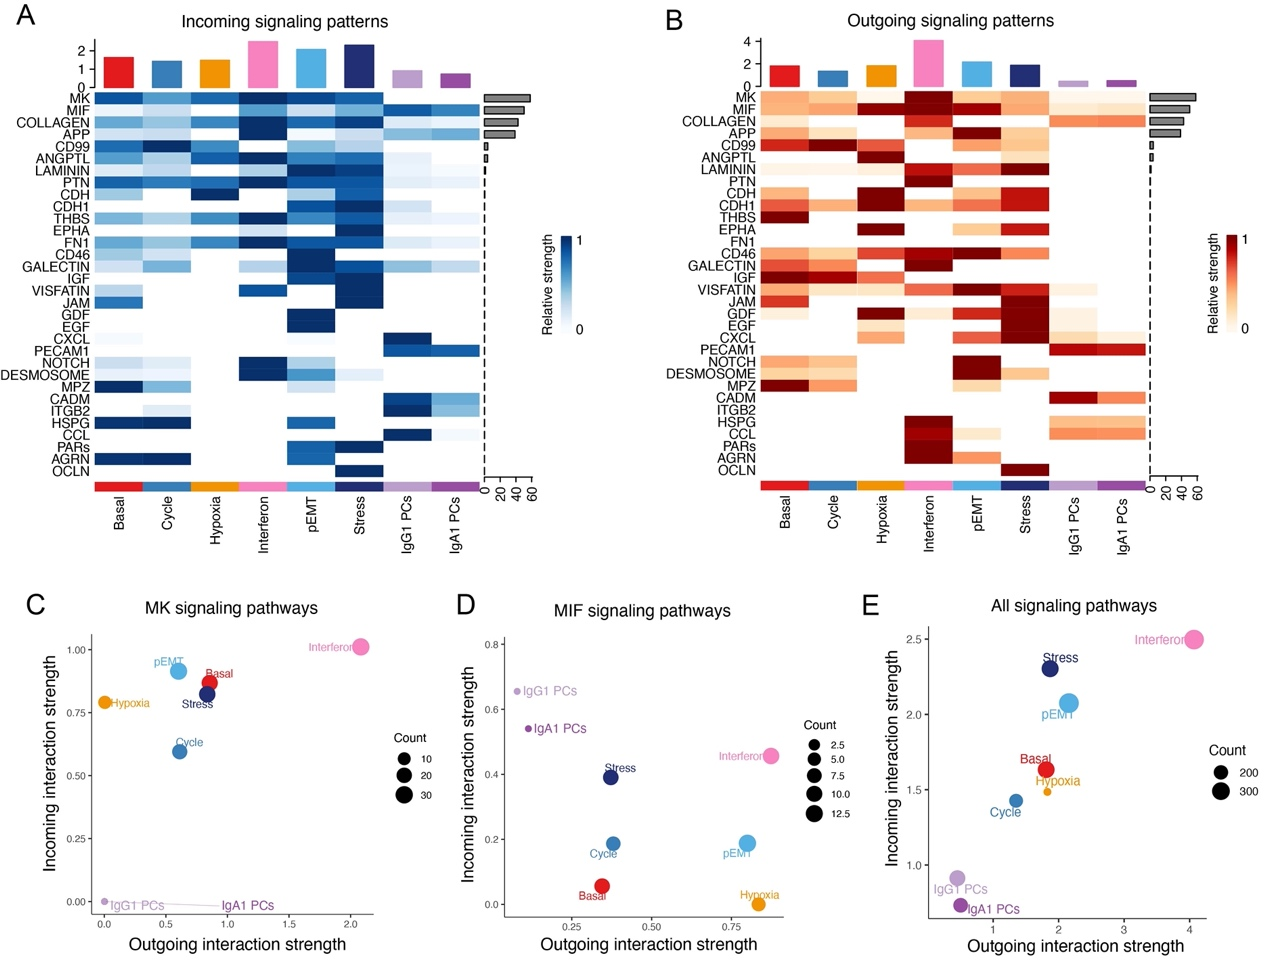 A
Incoming signaling patterns
2
1
0
MK
MIF
COLLAGEN
APP
CD99
ANGPTL
LAMININ
PTN
CDH
CDH1
THBS
EPHA
FN1
CD46
GALECTIN
IGF
VISFATIN
JAM
GDF
EGF
CXCL
PECAM1
NOTCH
DESMOSOME
MPZ
CADM
ITGB2
HSPG
CCL
PARs
AGRN
OCLN
Basal
Cycle
Hypoxia
Interferon
pEMT
Stress
IgG1 PCs
IgA1 PCs
0
20
40
60
Relative strength
1
0
B
Outgoing signaling patterns
4
2
0
MK
MIF
COLLAGEN
APP
CD99
ANGPTL
LAMININ
PTN
CDH
CDH1
THBS
EPHA
FN1
CD46
GALECTIN
IGF
VISFATIN
JAM
GDF
EGF
CXCL
PECAM1
NOTCH
DESMOSOME
MPZ
CADM
ITGB2
HSPG
CCL
PARs
AGRN
OCLN
Basal
Cycle
Hypoxia
Interferon
pEMT
Stress
IgG1 PCs
IgA1 PCs
0
20
40
60
Relative strength
1
0
C
MK signaling pathways
Incoming interaction strength
1.00
0.75
0.50
0.25
0.00
Interferon
pEMT
Basal
Stress
Hypoxia
Cycle
IgG1 PCs
IgA1 PCs
0.0
0.5
1.0
1.5
2.0
Outgoing interaction strength
Count
10
20
30
D
MIF signaling pathways
Incoming interaction strength
0.8
0.6
0.4
0.2
0.0
IgG1 PCs
IgA1 PCs
Interferon
Stress
Cycle
pEMT
Basal
Hypoxia
0.25
0.50
0.75
Outgoing interaction strength
Count
2.5
5.0
7.5
10.0
12.5
E
All signaling pathways
Incoming interaction strength
2.5
2.0
1.5
1.0
Interferon
Stress
pEMT
Basal
Hypoxia
Cycle
IgG1 PCs
IgA1 PCs
1
2
3
4
Outgoing interaction strength
Count
200
300